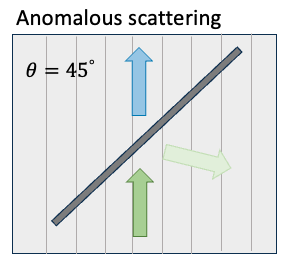 Anomalous scattering
θ = 45°